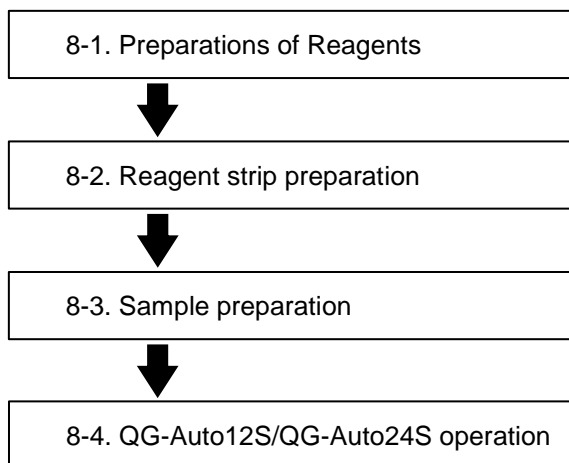 8-1. Preparations of Reagents
8-2. Reagent strip preparation
8-3. Sample preparation
8-4. QG-Auto12S/QG-Auto24S operation